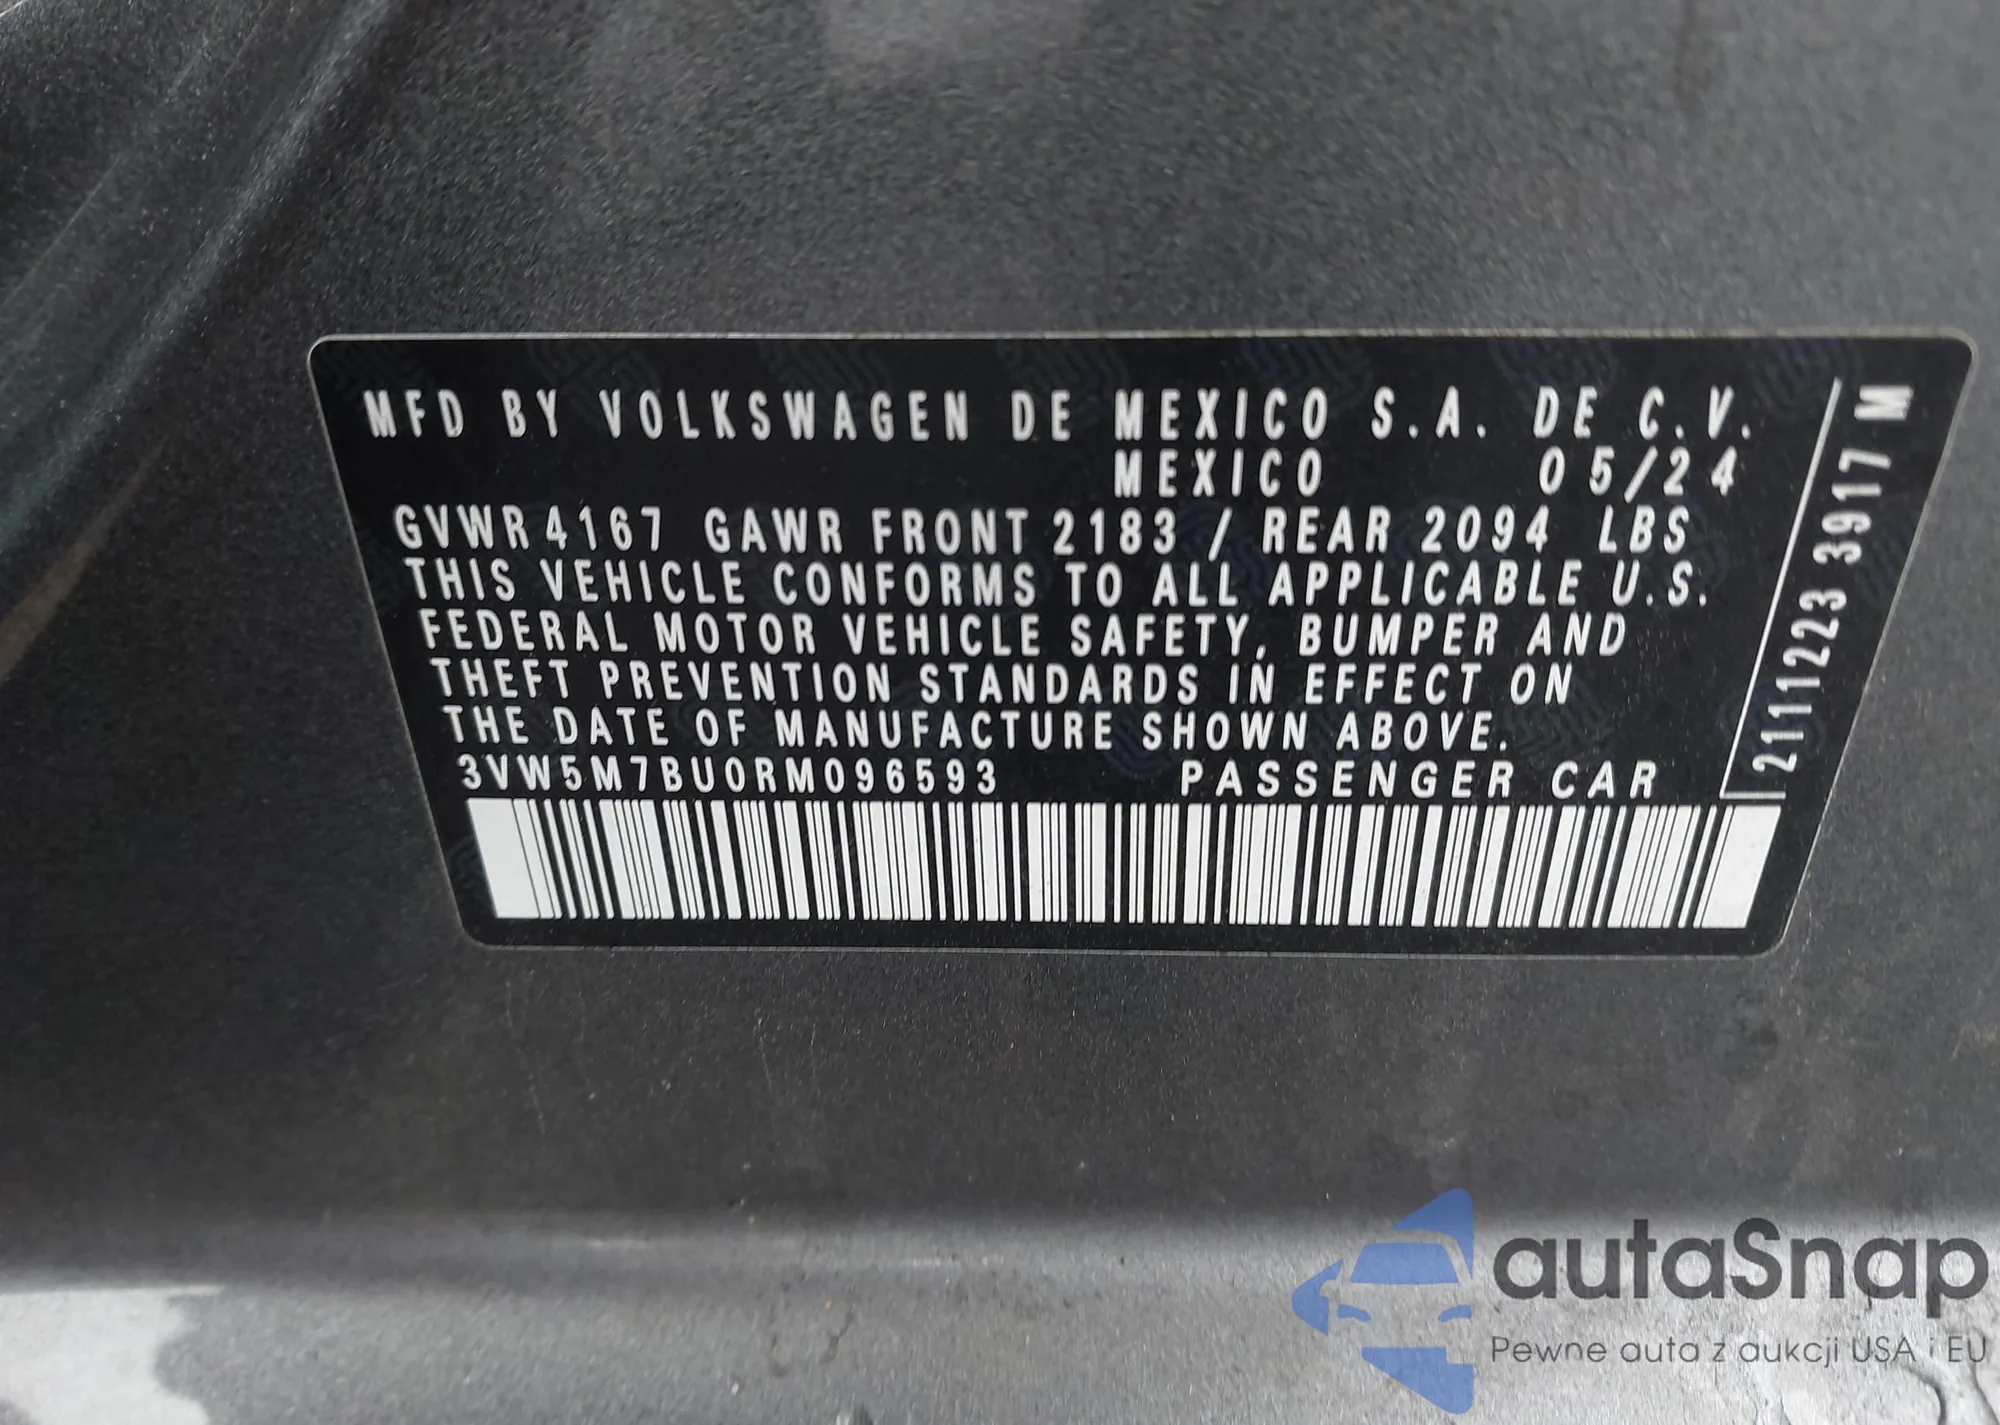 MFD BY VOLKSWAGEN DE MEXICO S.A. DE C.V.
MEXICO 05/24
GVWR 4167 GAWR FRONT 2183 / REAR 2094 LBS
THIS VEHICLE CONFORMS TO ALL APPLICABLE U.S.
FEDERAL MOTOR VEHICLE SAFETY, BUMPER AND
THEFT PREVENTION STANDARDS IN EFFECT ON
THE DATE OF MANUFACTURE SHOWN ABOVE.
3VW5M7BU0RM096593 PASSENGER CAR
2111223 3917 M
autaSnap
Pewne auta z aukcji USA i EU